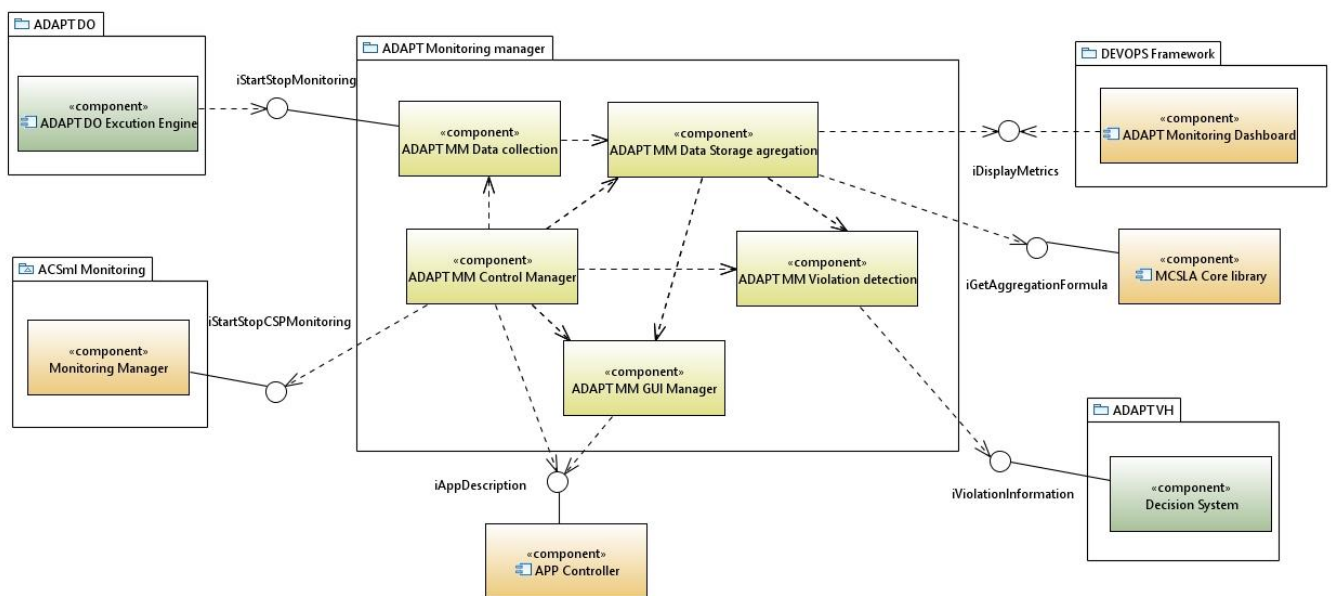 ADAPT DO
«component»
ADAPT DO Excution Engine
iStartStopMonitoring
ADAPT Monitoring manager
«component»
ADAPT MM Data collection
«component»
ADAPT MM Data Storage agregation
DEVOPS Framework
«component»
ADAPT Monitoring Dashboard
iDisplayMetrics
ACSmI Monitoring
«component»
Monitoring Manager
iStartStopCSPMonitoring
«component»
ADAPT MM Control Manager
«component»
ADAPT MM Violation detection
iGetAggregationFormula
«component»
MCSLA Core library
«component»
ADAPT MM GUI Manager
iAppDescription
«component»
APP Controller
iViolationInformation
ADAPT VH
«component»
Decision System